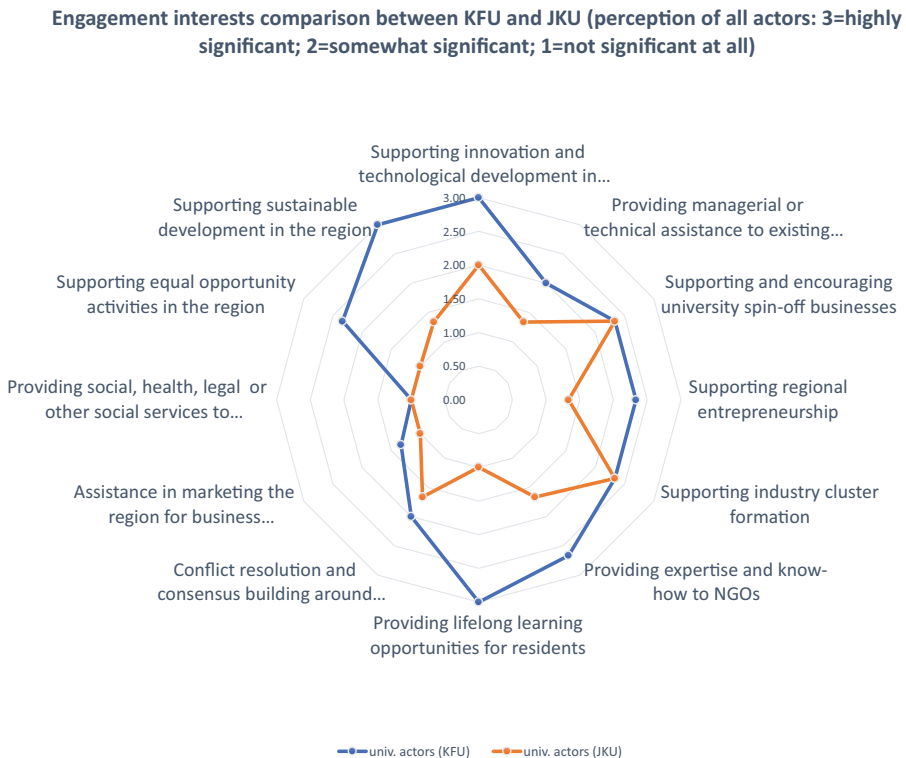 Engagement interests comparison between KFU and JKU (perception of all actors: 3=highly
significant; 2=somewhat significant; 1=not significant at all)
Supporting innovation and
technological development in...
Providing managerial or
technical assistance to existing...
Supporting and encouraging
university spin-off businesses
Supporting regional
entrepreneurship
Supporting industry cluster
formation
Providing expertise and know-
how to NGOs
Providing lifelong learning
opportunities for residents
Conflict resolution and
consensus building around...
Assistance in marketing the
region for business...
Providing social, health, legal or
other social services to...
Supporting equal opportunity
activities in the region
Supporting sustainable
development in the region
3.00
2.50
2.00
1.50
1.00
0.50
0.00
univ. actors (KFU)
univ. actors (JKU)